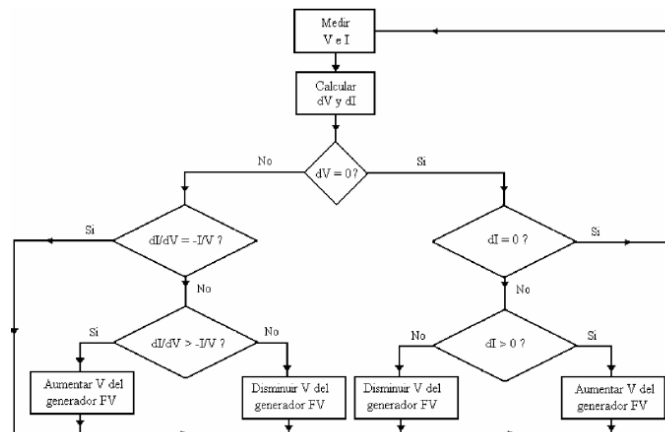 Medir
V e I
Calcular
dV y dI
No
dV = 0 ?
Si
Si
dI/dV = -I/V ?
dI = 0 ?
Si
No
No
Si
dI/dV > -I/V ?
No
No
dI > 0 ?
Si
Aumentar V del
generador FV
Disminuir V del
generador FV
Disminuir V del
generador FV
Aumentar V del
generador FV